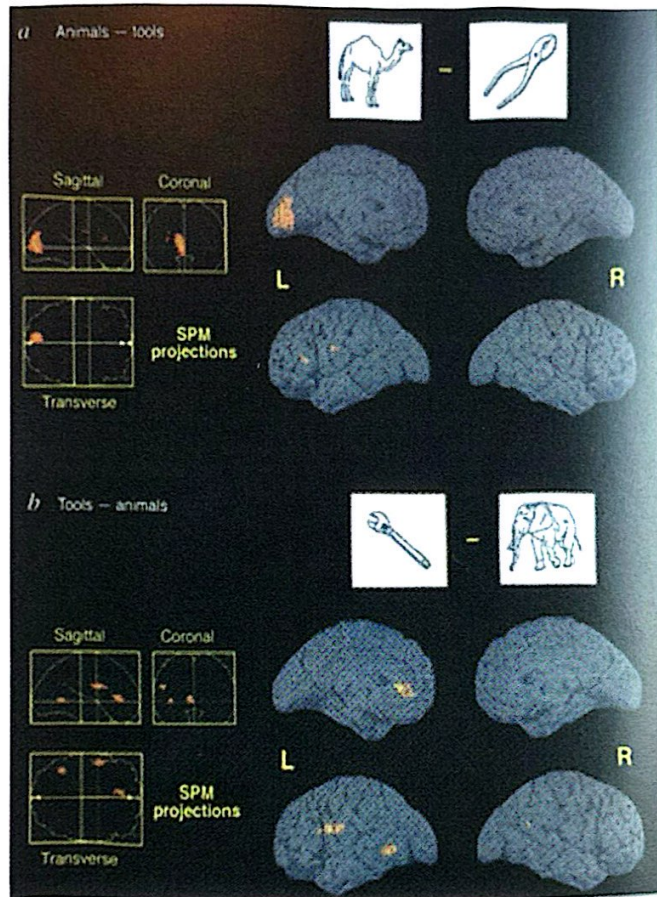 a Animals – tools
Sagittal Coronal
L R
SPM
projections
Transverse
b Tools – animals
Sagittal Coronal
L R
SPM
projections
Transverse